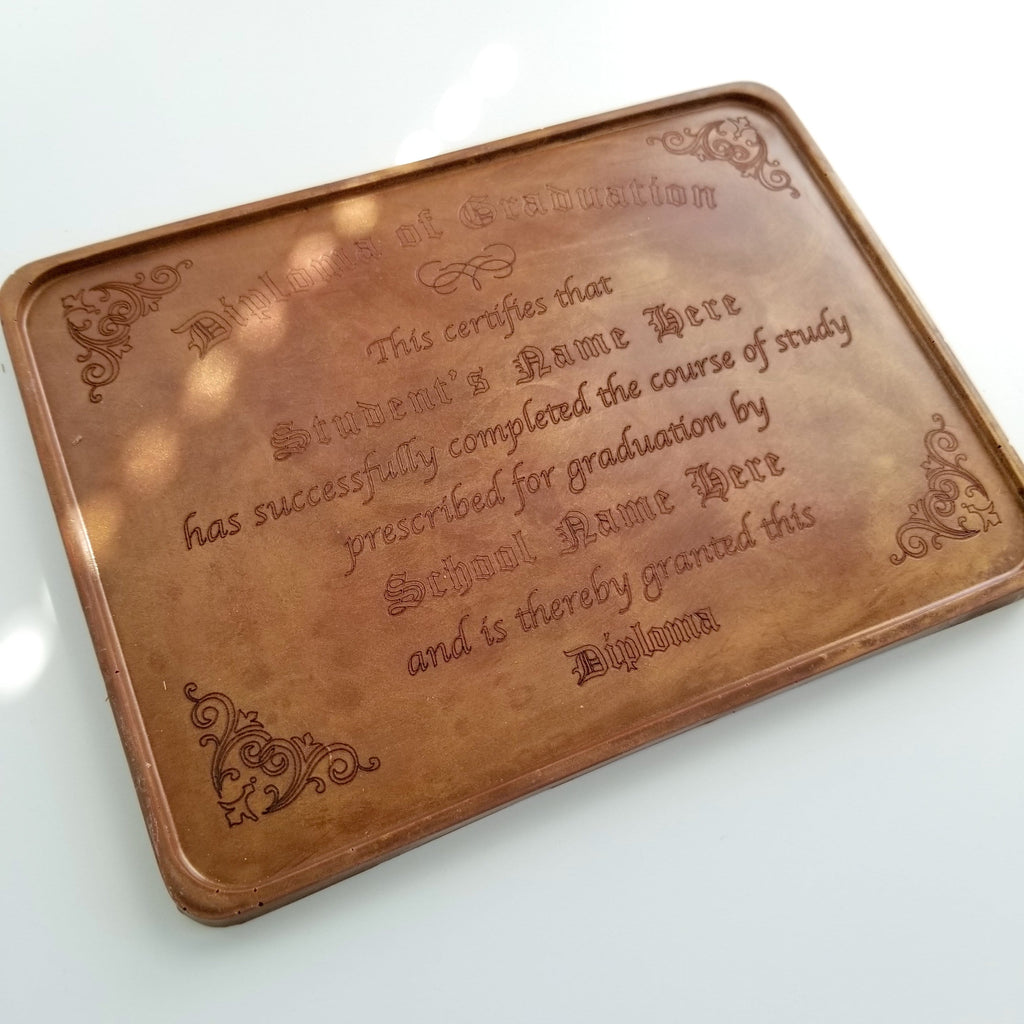 Diploma of Graduation
This certifies that
Student's Name Here
has successfully completed the course of study
prescribed for graduation by
School Name Here
and is thereby granted this
Diploma